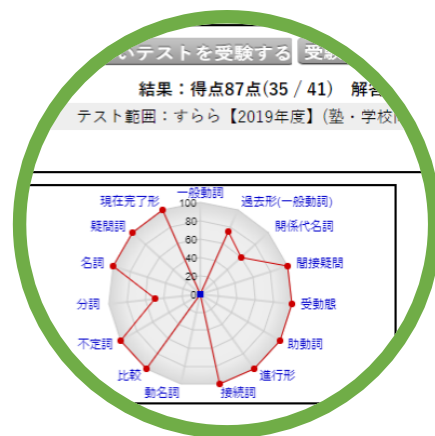 いテストを受験する 受験
結果：得点87点(35 / 41) 解答
テスト範囲：すらら【2019年度】(塾・学校
一般動詞
現在完了形
過去形(一般動詞)
疑問詞
関係代名詞
名詞
間接疑問
分詞
受動態
不定詞
助動詞
比較
進行形
動名詞
接続詞
100
80
60
40
20
0